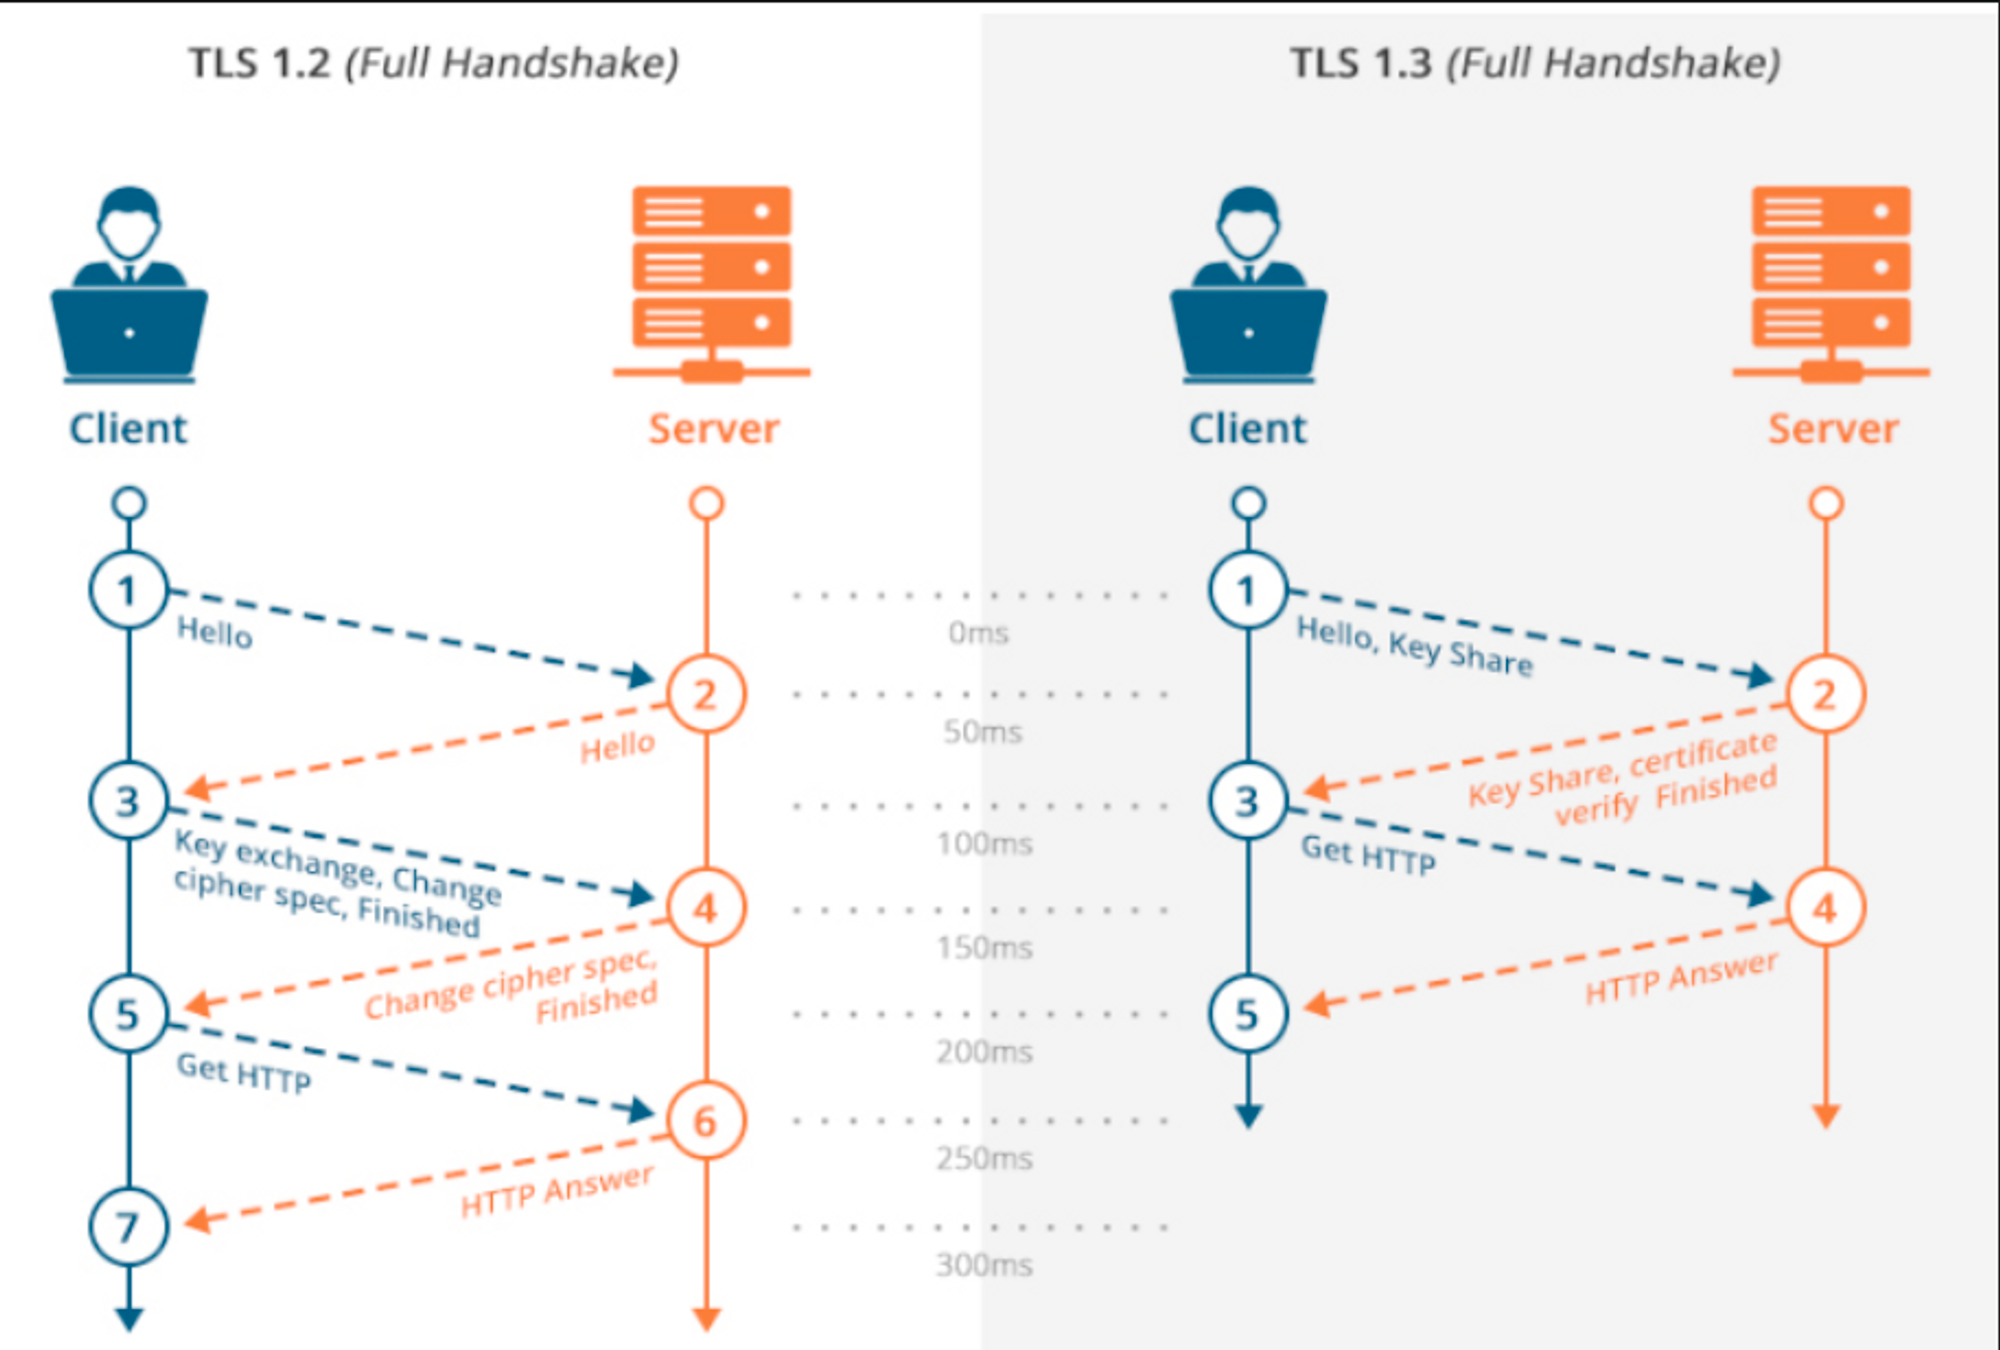 TLS 1.2 (Full Handshake)
Client
Server
1
Hello
2
Hello
3
Key exchange, Change
cipher spec, Finished
4
Change cipher spec,
Finished
5
Get HTTP
6
HTTP Answer
7
0ms
50ms
100ms
150ms
200ms
250ms
300ms
TLS 1.3 (Full Handshake)
Client
Server
1
Hello, Key Share
2
Key Share, certificate
verify Finished
3
Get HTTP
4
HTTP Answer
5